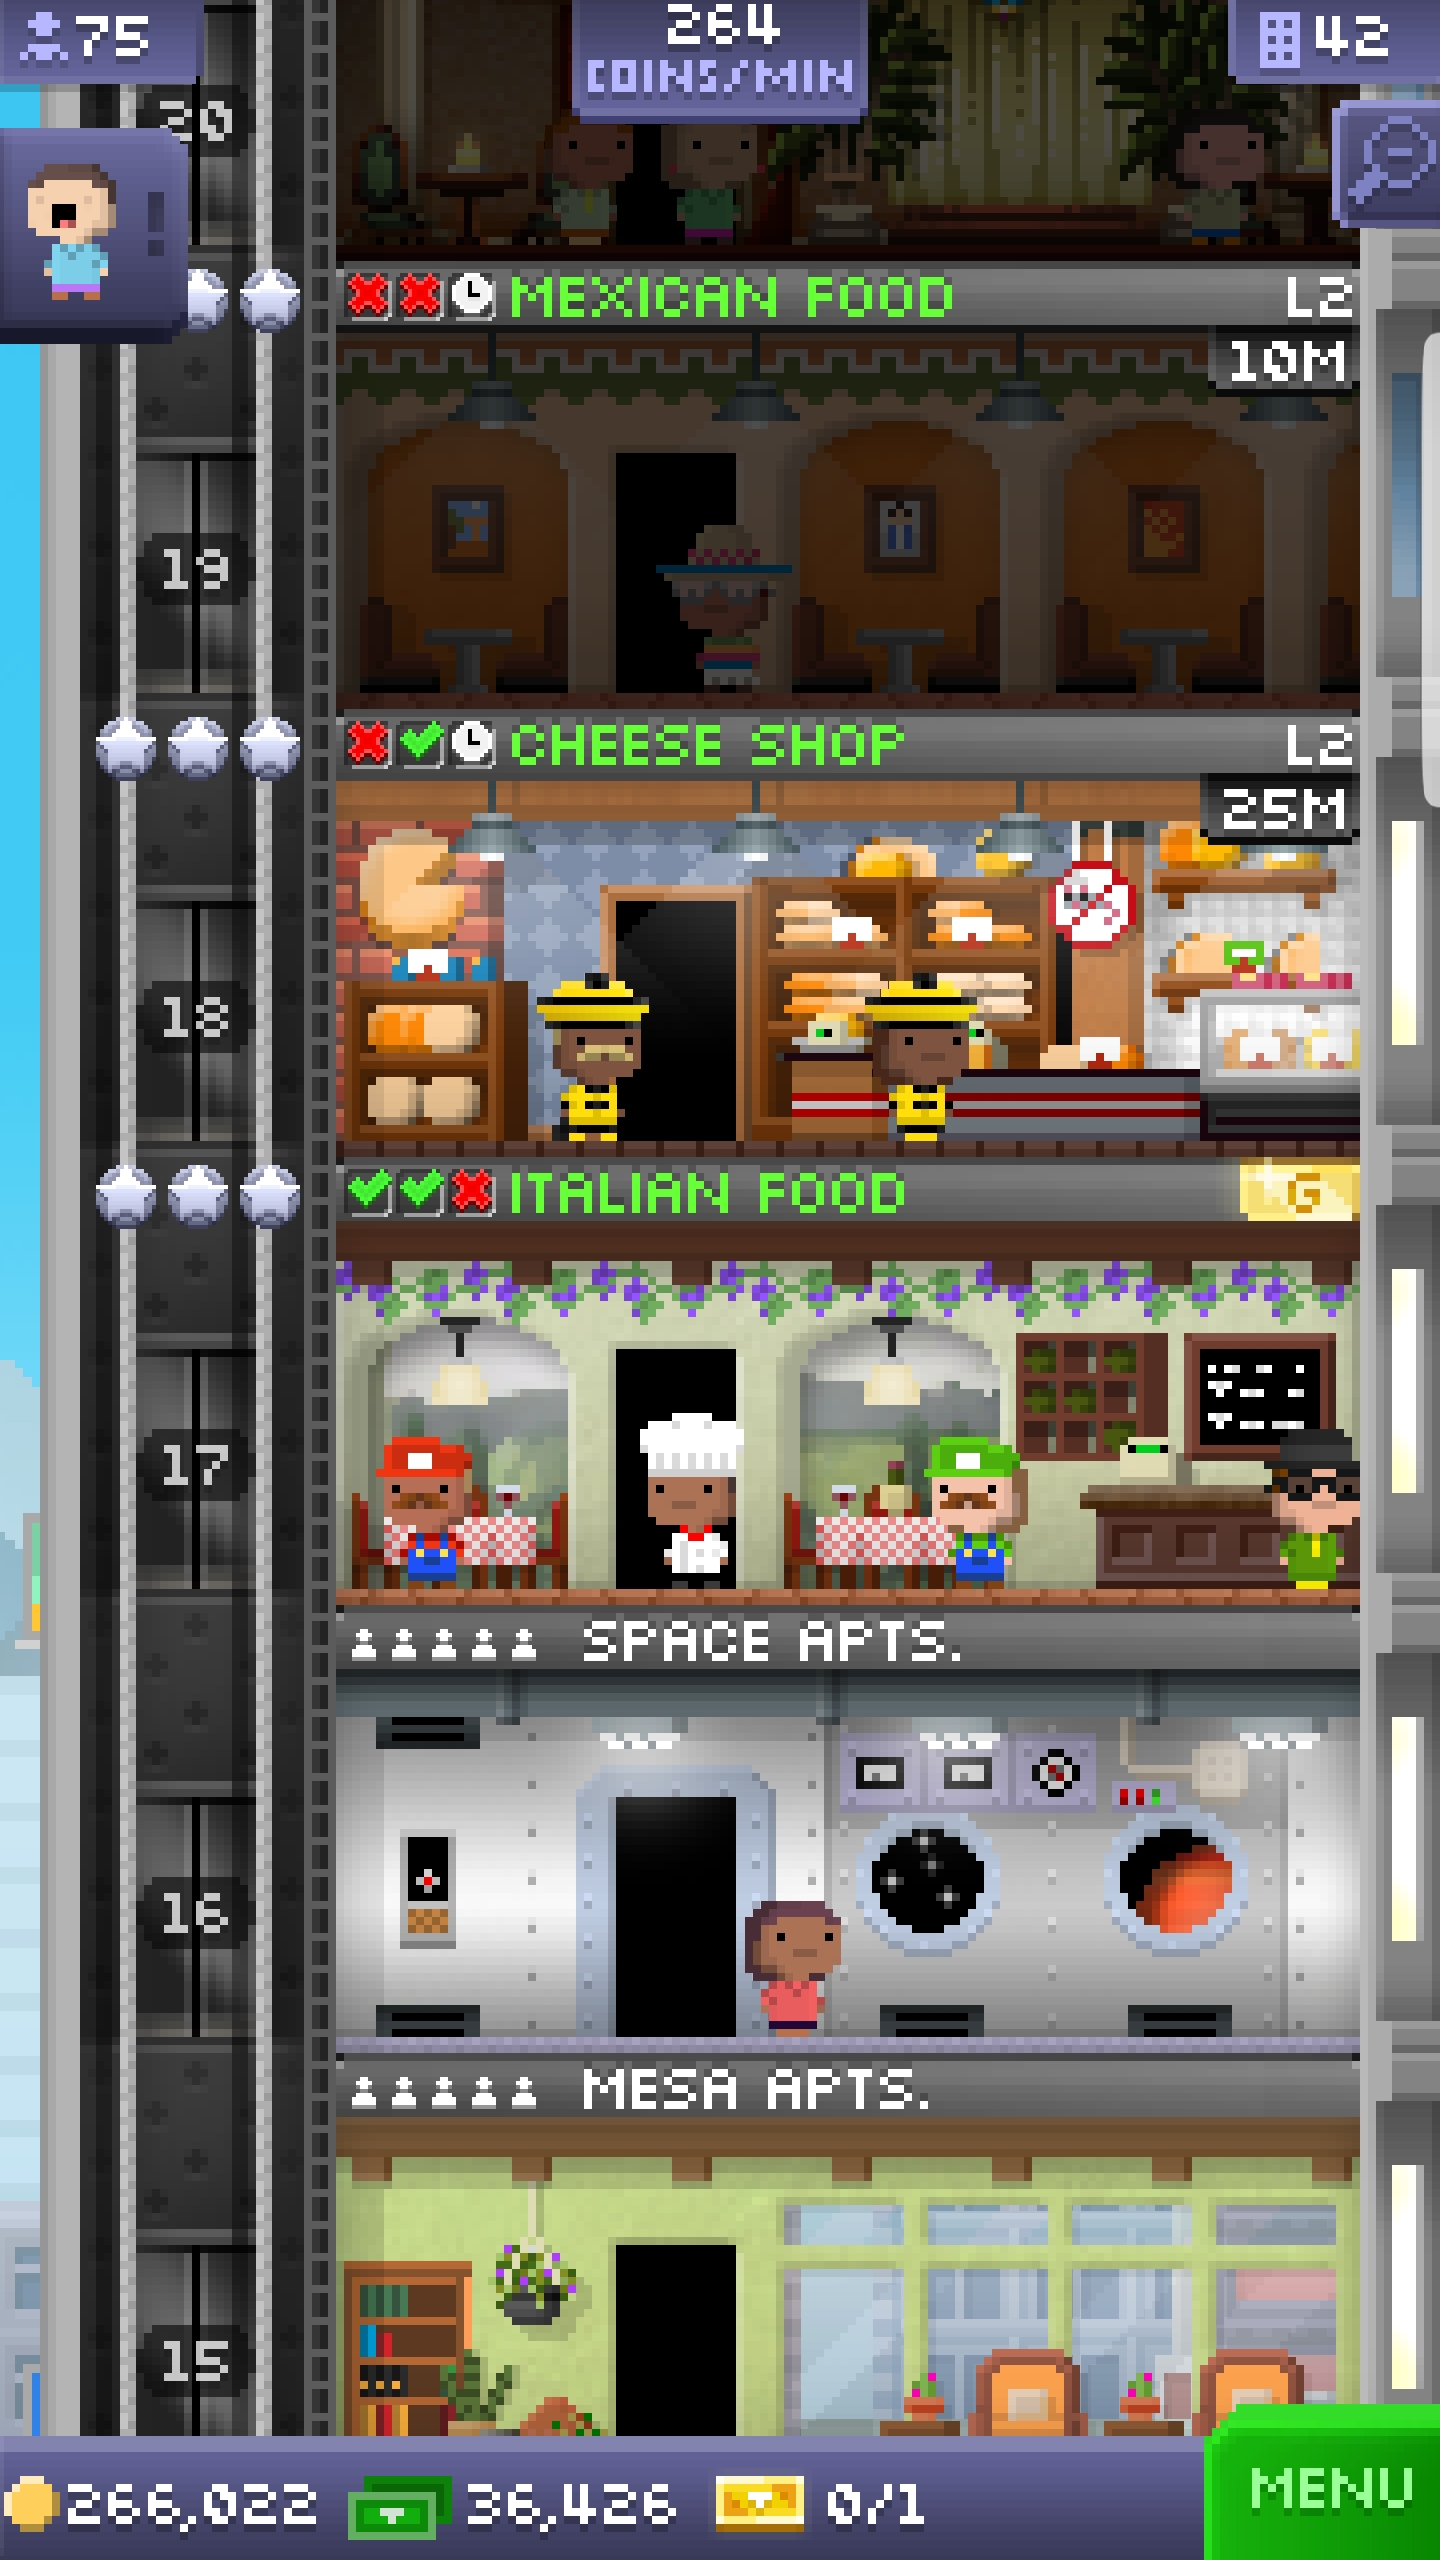 75
264
COINS/MIN
42
20
!
MEXICAN FOOD L2
10M
19
CHEESE SHOP L2
25M
18
ITALIAN FOOD G
17
SPACE APTS.
16
MESA APTS.
15
266,022 36,426 0/1 MENU